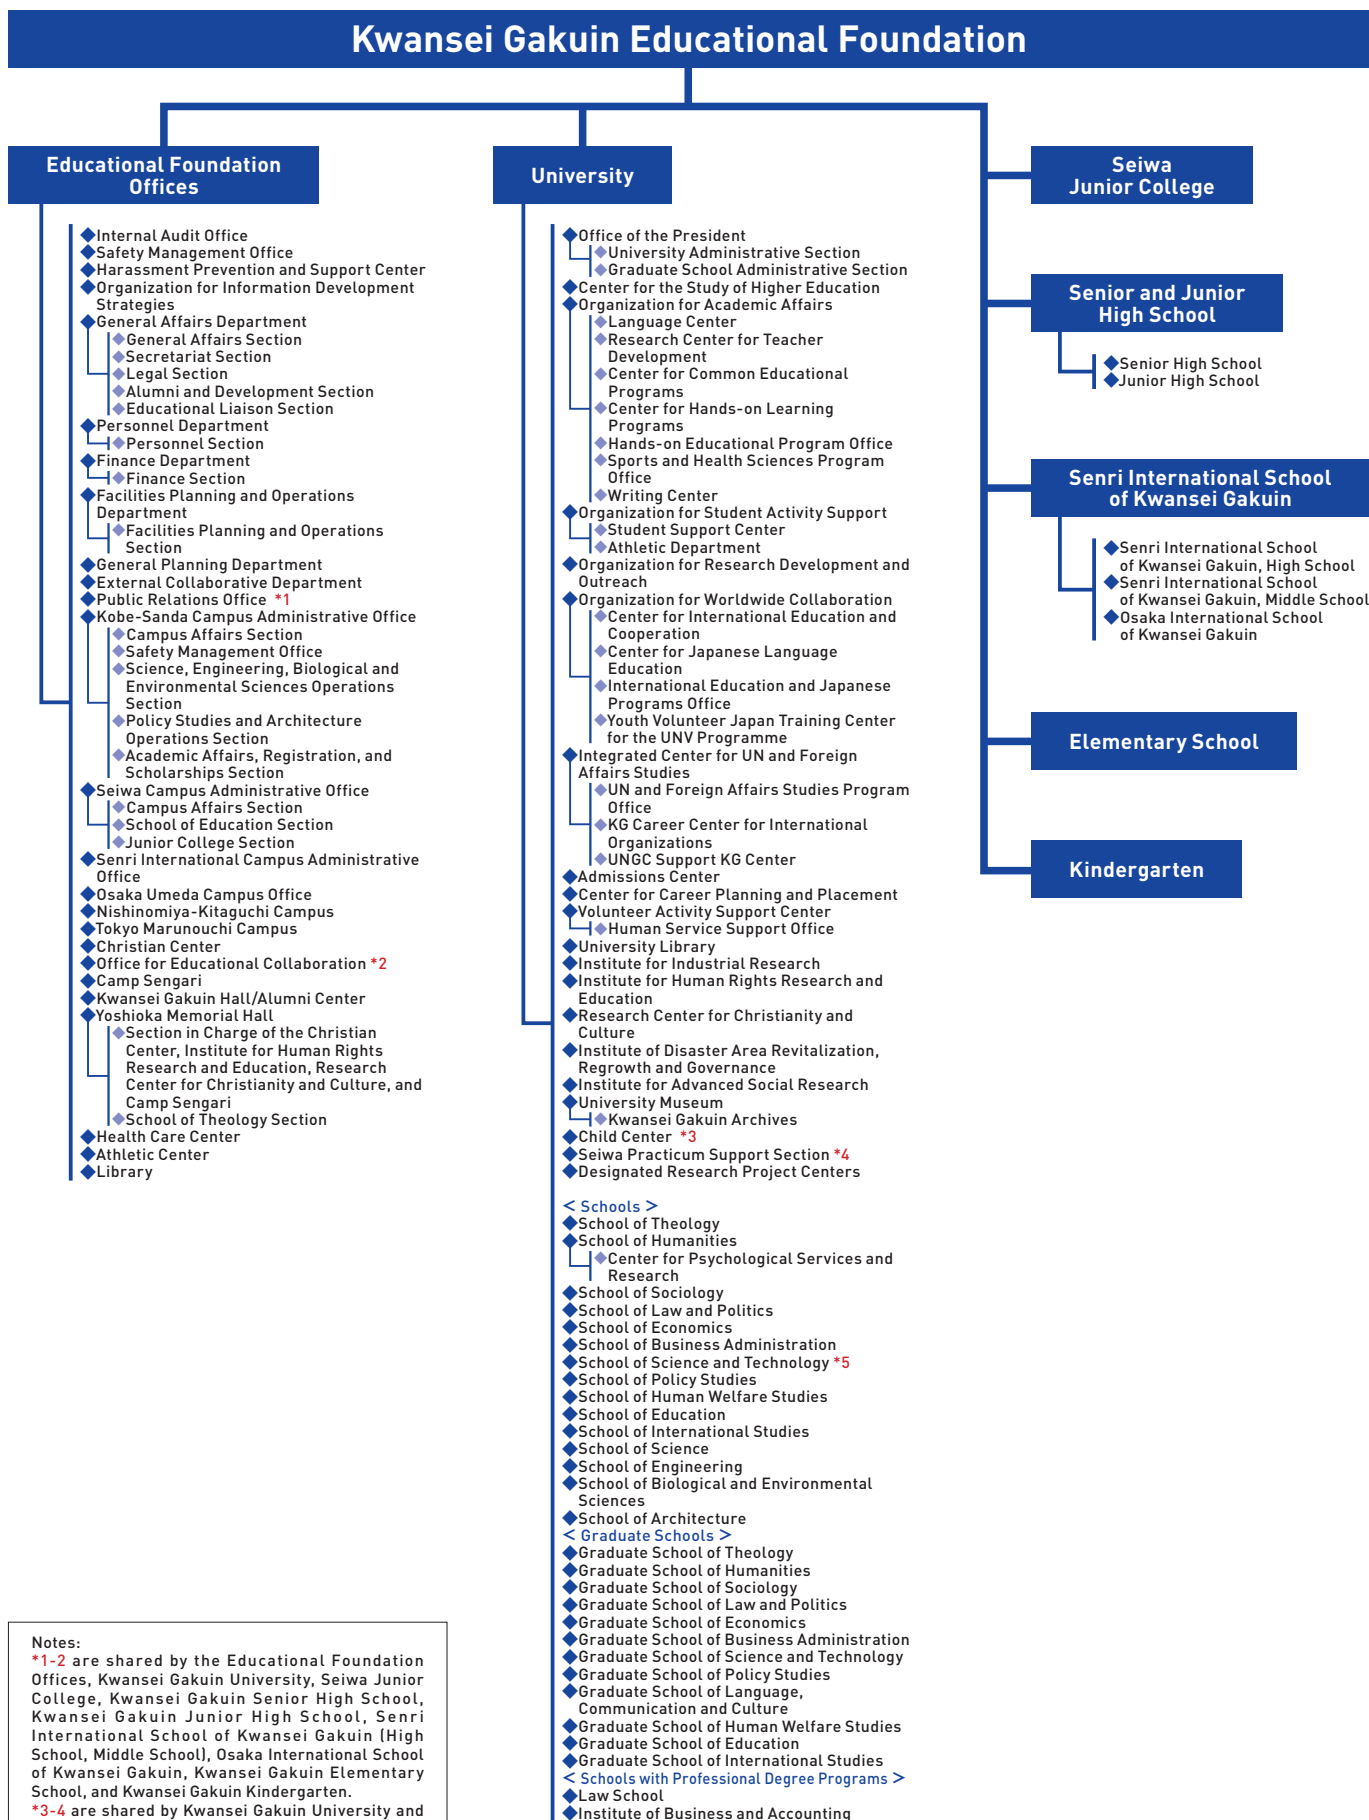 Kwansei Gakuin Educational Foundation
Educational Foundation
Offices
◆Internal Audit Office
◆Safety Management Office
◆Harassment Prevention and Support Center
◆Organization for Information Development
Strategies
◆General Affairs Department
◆General Affairs Section
◆Secretariat Section
◆Legal Section
◆Alumni and Development Section
◆Educational Liaison Section
◆Personnel Department
◆Personnel Section
◆Finance Department
◆Finance Section
◆Facilities Planning and Operations
Department
◆Facilities Planning and Operations
Section
◆General Planning Department
◆External Collaborative Department
◆Public Relations Office *1
◆Kobe-Sanda Campus Administrative Office
◆Campus Affairs Section
◆Safety Management Office
◆Science, Engineering, Biological and
Environmental Sciences Operations
Section
◆Policy Studies and Architecture
Operations Section
◆Academic Affairs, Registration, and
Scholarships Section
◆Seiwa Campus Administrative Office
◆Campus Affairs Section
◆School of Education Section
◆Junior College Section
◆Senri International Campus Administrative
Office
◆Osaka Umeda Campus Office
◆Nishinomiya-Kitaguchi Campus
◆Tokyo Marunouchi Campus
◆Christian Center
◆Office for Educational Collaboration *2
◆Camp Sengari
◆Kwansei Gakuin Hall/Alumni Center
◆Yoshioka Memorial Hall
◆Section in Charge of the Christian
Center, Institute for Human Rights
Research and Education, Research
Center for Christianity and Culture, and
Camp Sengari
◆School of Theology Section
◆Health Care Center
◆Athletic Center
◆Library
University
◆Office of the President
◆University Administrative Section
◆Graduate School Administrative Section
◆Center for the Study of Higher Education
◆Organization for Academic Affairs
◆Language Center
◆Research Center for Teacher
Development
◆Center for Common Educational
Programs
◆Center for Hands-on Learning
Programs
◆Hands-on Educational Program Office
◆Sports and Health Sciences Program
Office
◆Writing Center
◆Organization for Student Activity Support
◆Student Support Center
◆Athletic Department
◆Organization for Research Development and
Outreach
◆Organization for Worldwide Collaboration
◆Center for International Education and
Cooperation
◆Center for Japanese Language
Education
◆International Education and Japanese
Programs Office
◆Youth Volunteer Japan Training Center
for the UNV Programme
◆Integrated Center for UN and Foreign
Affairs Studies
◆UN and Foreign Affairs Studies Program
Office
◆KG Career Center for International
Organizations
◆UNGC Support KG Center
◆Admissions Center
◆Center for Career Planning and Placement
◆Volunteer Activity Support Center
◆Human Service Support Office
◆University Library
◆Institute for Industrial Research
◆Institute for Human Rights Research and
Education
◆Research Center for Christianity and
Culture
◆Institute of Disaster Area Revitalization,
Regrowth and Governance
◆Institute for Advanced Social Research
◆University Museum
◆Kwansei Gakuin Archives
◆Child Center *3
◆Seiwa Practicum Support Section *4
◆Designated Research Project Centers
< Schools >
◆School of Theology
◆School of Humanities
◆Center for Psychological Services and
Research
◆School of Sociology
◆School of Law and Politics
◆School of Economics
◆School of Business Administration
◆School of Science and Technology *5
◆School of Policy Studies
◆School of Human Welfare Studies
◆School of Education
◆School of International Studies
◆School of Science
◆School of Engineering
◆School of Biological and Environmental
Sciences
◆School of Architecture
< Graduate Schools >
◆Graduate School of Theology
◆Graduate School of Humanities
◆Graduate School of Sociology
◆Graduate School of Law and Politics
◆Graduate School of Economics
◆Graduate School of Business Administration
◆Graduate School of Science and Technology
◆Graduate School of Policy Studies
◆Graduate School of Language,
Communication and Culture
◆Graduate School of Human Welfare Studies
◆Graduate School of Education
◆Graduate School of International Studies
< Schools with Professional Degree Programs >
◆Law School
◆Institute of Business and Accounting
Seiwa
Junior College
Senior and Junior
High School
◆Senior High School
◆Junior High School
Senri International School
of Kwansei Gakuin
◆Senri International School
of Kwansei Gakuin, High School
◆Senri International School
of Kwansei Gakuin, Middle School
◆Osaka International School
of Kwansei Gakuin
Elementary School
Kindergarten
Notes:
*1-2 are shared by the Educational Foundation
Offices, Kwansei Gakuin University, Seiwa Junior
College, Kwansei Gakuin Senior High School,
Kwansei Gakuin Junior High School, Senri
International School of Kwansei Gakuin (High
School, Middle School), Osaka International School
of Kwansei Gakuin, Kwansei Gakuin Elementary
School, and Kwansei Gakuin Kindergarten.
*3-4 are shared by Kwansei Gakuin University and